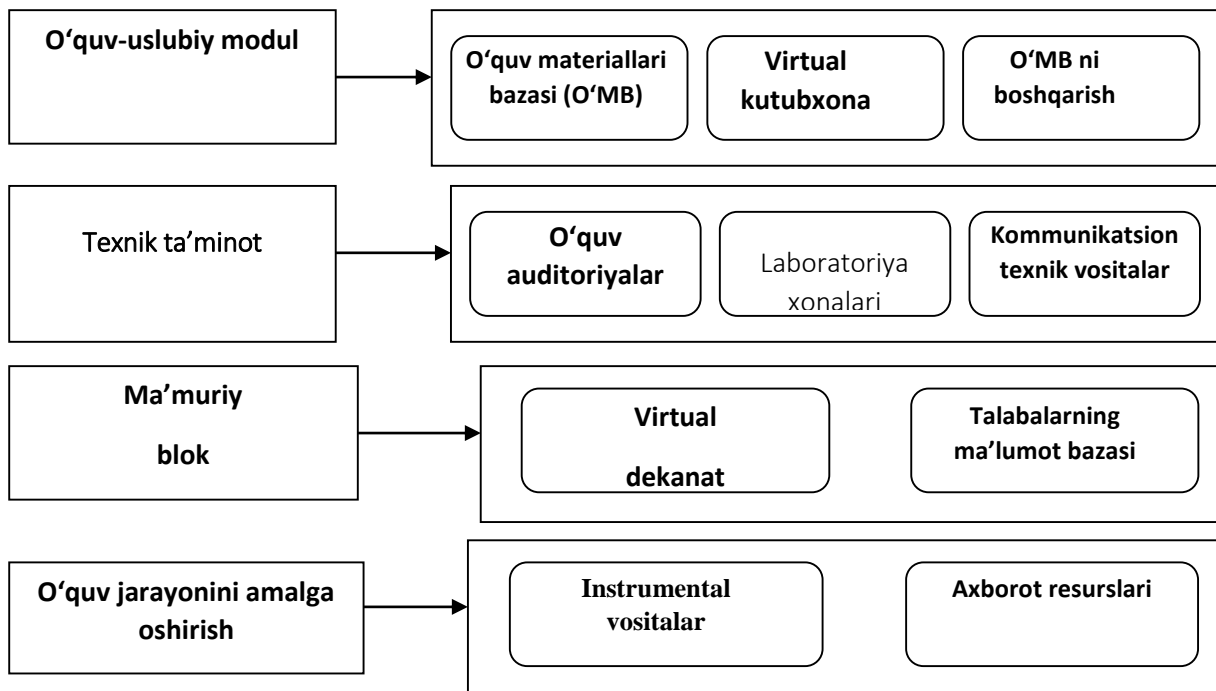 O‘quv-uslubiy modul
O‘quv materiallari
bazasi (O‘MB)
Virtual
kutubxona
O‘MB ni
boshqarish
Texnik ta’minot
O‘quv
auditoriyalar
Laboratoriya
xonalari
Kommunikatsion
texnik vositalar
Ma’muriy
blok
Virtual
dekanat
Talabalarning
ma’lumot bazasi
O‘quv jarayonini amalga
oshirish
Instrumental
vositalar
Axborot resurslari